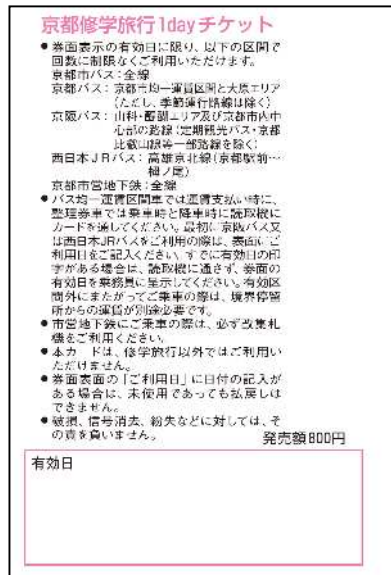 京都修学旅行1dayチケット
●券面表示の有効日に限り、以下の区間で
回数に制限なくご利用いただけます。
京都市バス：全線
京都バス：京都市内均一運賃区間と大原エリア
（ただし、季節運行路線は除く）
京阪バス：山科・醍醐エリア及び京都市内中
心部の路線（定期観光バス・京都
比叡山線等一部路線を除く）
西日本JRバス：高雄京北線（京都駅前…
栂ノ尾）
京都市営地下鉄：全線
●バス均一運賃区間車では運賃支払い時に、
整理券車では乗車時と降車時に読取機に
カードを通してください。最初に京阪バス又
は西日本JRバスをご利用の際は、表面にご
利用日をご記入ください。すでに有効日の印
字がある場合は、読取機に通さず、券面の
有効日を乗務員に呈示してください。有効区
間外にまたがってご乗車の際は、境界停留
所からの運賃が別途必要です。
●市営地下鉄にご乗車の際は、必ず改集札
機をご利用ください。
●本カードは、修学旅行以外ではご利用い
ただけません。
●券面表面の「ご利用日」に日付の記入が
ある場合は、未使用であっても払戻しは
できません。
●破損、信号消去、紛失などに対しては、そ
の責を負いません。
発売額800円
有効日